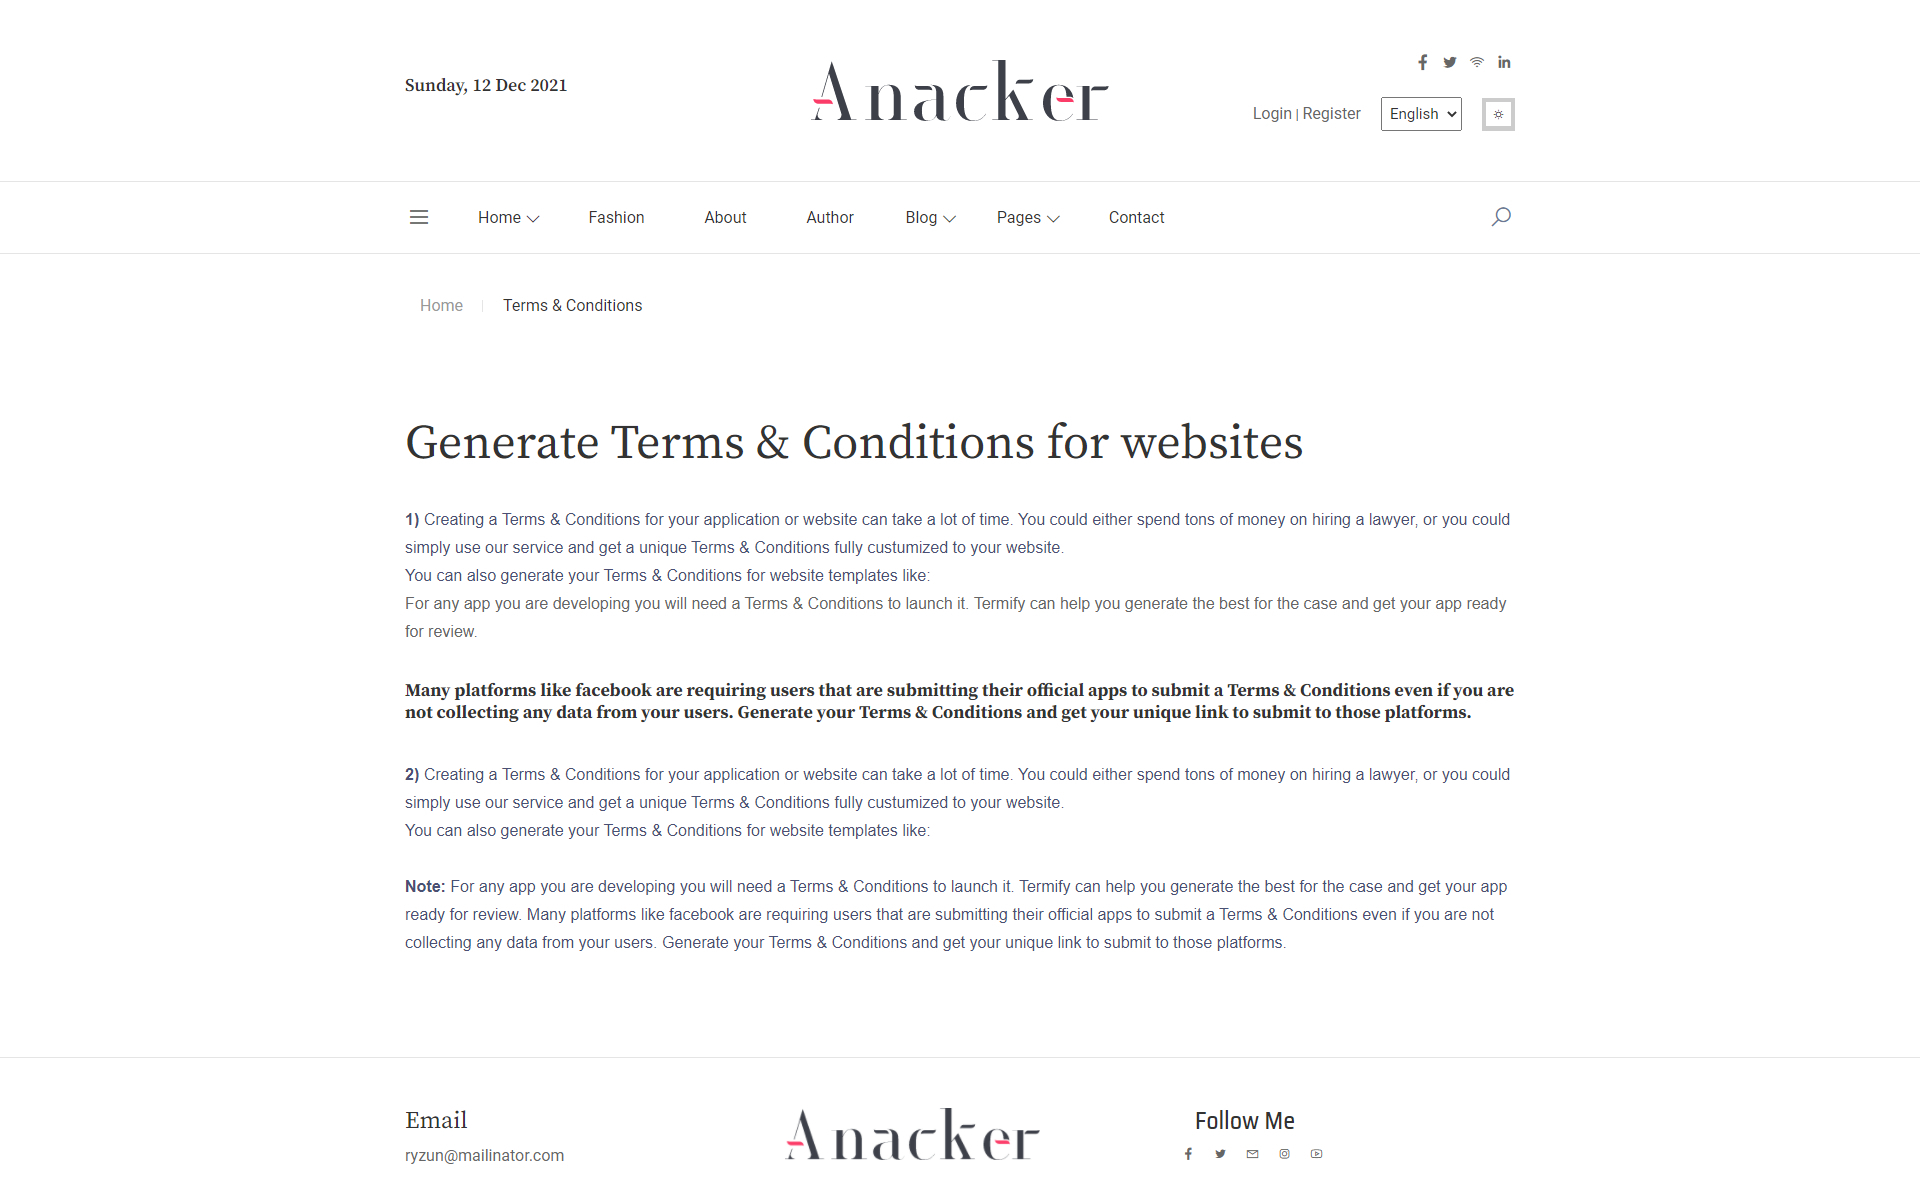 Sunday, 12 Dec 2021
Anacker
Login | Register
English
Home
Fashion
About
Author
Blog
Pages
Contact
Home
Terms & Conditions
Generate Terms & Conditions for websites
1) Creating a Terms & Conditions for your application or website can take a lot of time. You could either spend tons of money on hiring a lawyer, or you could
simply use our service and get a unique Terms & Conditions fully custumized to your website.
You can also generate your Terms & Conditions for website templates like:
For any app you are developing you will need a Terms & Conditions to launch it. Termify can help you generate the best for the case and get your app ready
for review.
Many platforms like facebook are requiring users that are submitting their official apps to submit a Terms & Conditions even if you are
not collecting any data from your users. Generate your Terms & Conditions and get your unique link to submit to those platforms.
2) Creating a Terms & Conditions for your application or website can take a lot of time. You could either spend tons of money on hiring a lawyer, or you could
simply use our service and get a unique Terms & Conditions fully custumized to your website.
You can also generate your Terms & Conditions for website templates like:
Note: For any app you are developing you will need a Terms & Conditions to launch it. Termify can help you generate the best for the case and get your app
ready for review. Many platforms like facebook are requiring users that are submitting their official apps to submit a Terms & Conditions even if you are not
collecting any data from your users. Generate your Terms & Conditions and get your unique link to submit to those platforms.
Email
ryzun@mailinator.com
Anacker
Follow Me